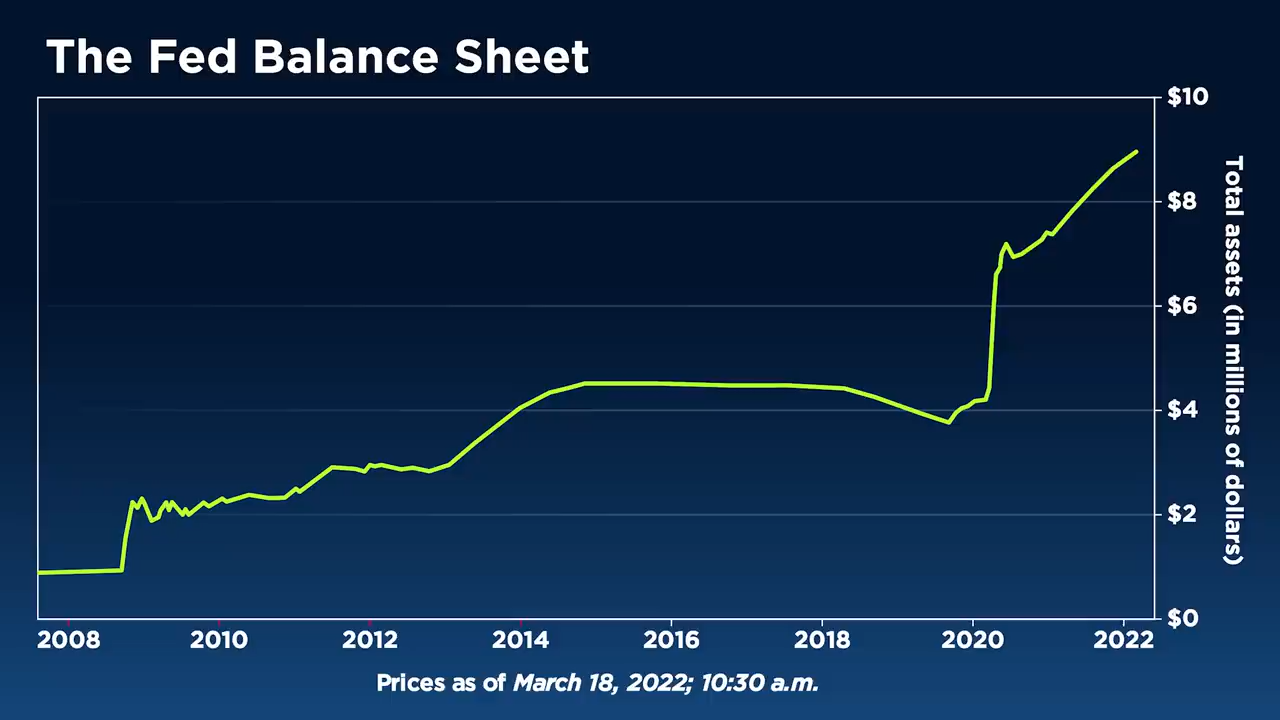 The Fed Balance Sheet
$10
$8
$6
$4
$2
$0
Total assets (in millions of dollars)
2008 2010 2012 2014 2016 2018 2020 2022
Prices as of March 18, 2022; 10:30 a.m.